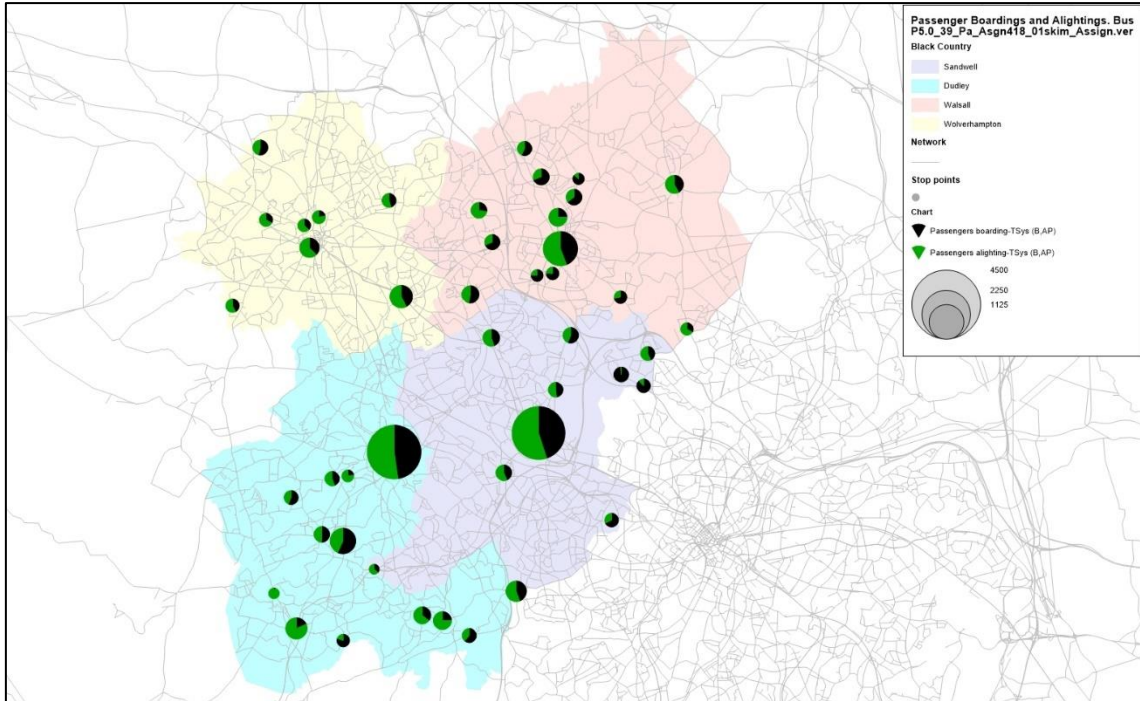 Passenger Boardings and Alightings. Bus
P5.0_39_Pa_Asgn418_01skim_Assign.ver
Black Country
Sandwell
Dudley
Walsall
Wolverhampton
Network
Stop points
Chart
Passengers boarding-TSys (B,AP)
Passengers alighting-TSys (B,AP)
4500
2250
1125